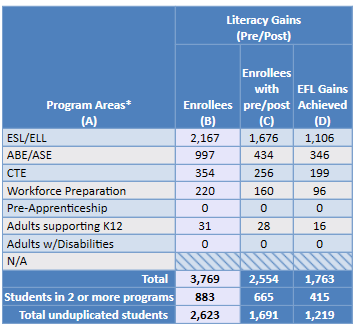 Literacy Gains
(Pre/Post)
Program Areas*
(A)
Enrollees
(B)
Enrollees
with
pre/post
(C)
EFL Gains
Achieved
(D)
ESL/ELL 2,167 1,676 1,106
ABE/ASE 997 434 346
CTE 354 256 199
Workforce Preparation 220 160 96
Pre-Apprenticeship 0 0 0
Adults supporting K12 31 28 16
Adults w/Disabilities 0 0 0
N/A
Total 3,769 2,554 1,763
Students in 2 or more programs 883 665 415
Total unduplicated students 2,623 1,691 1,219